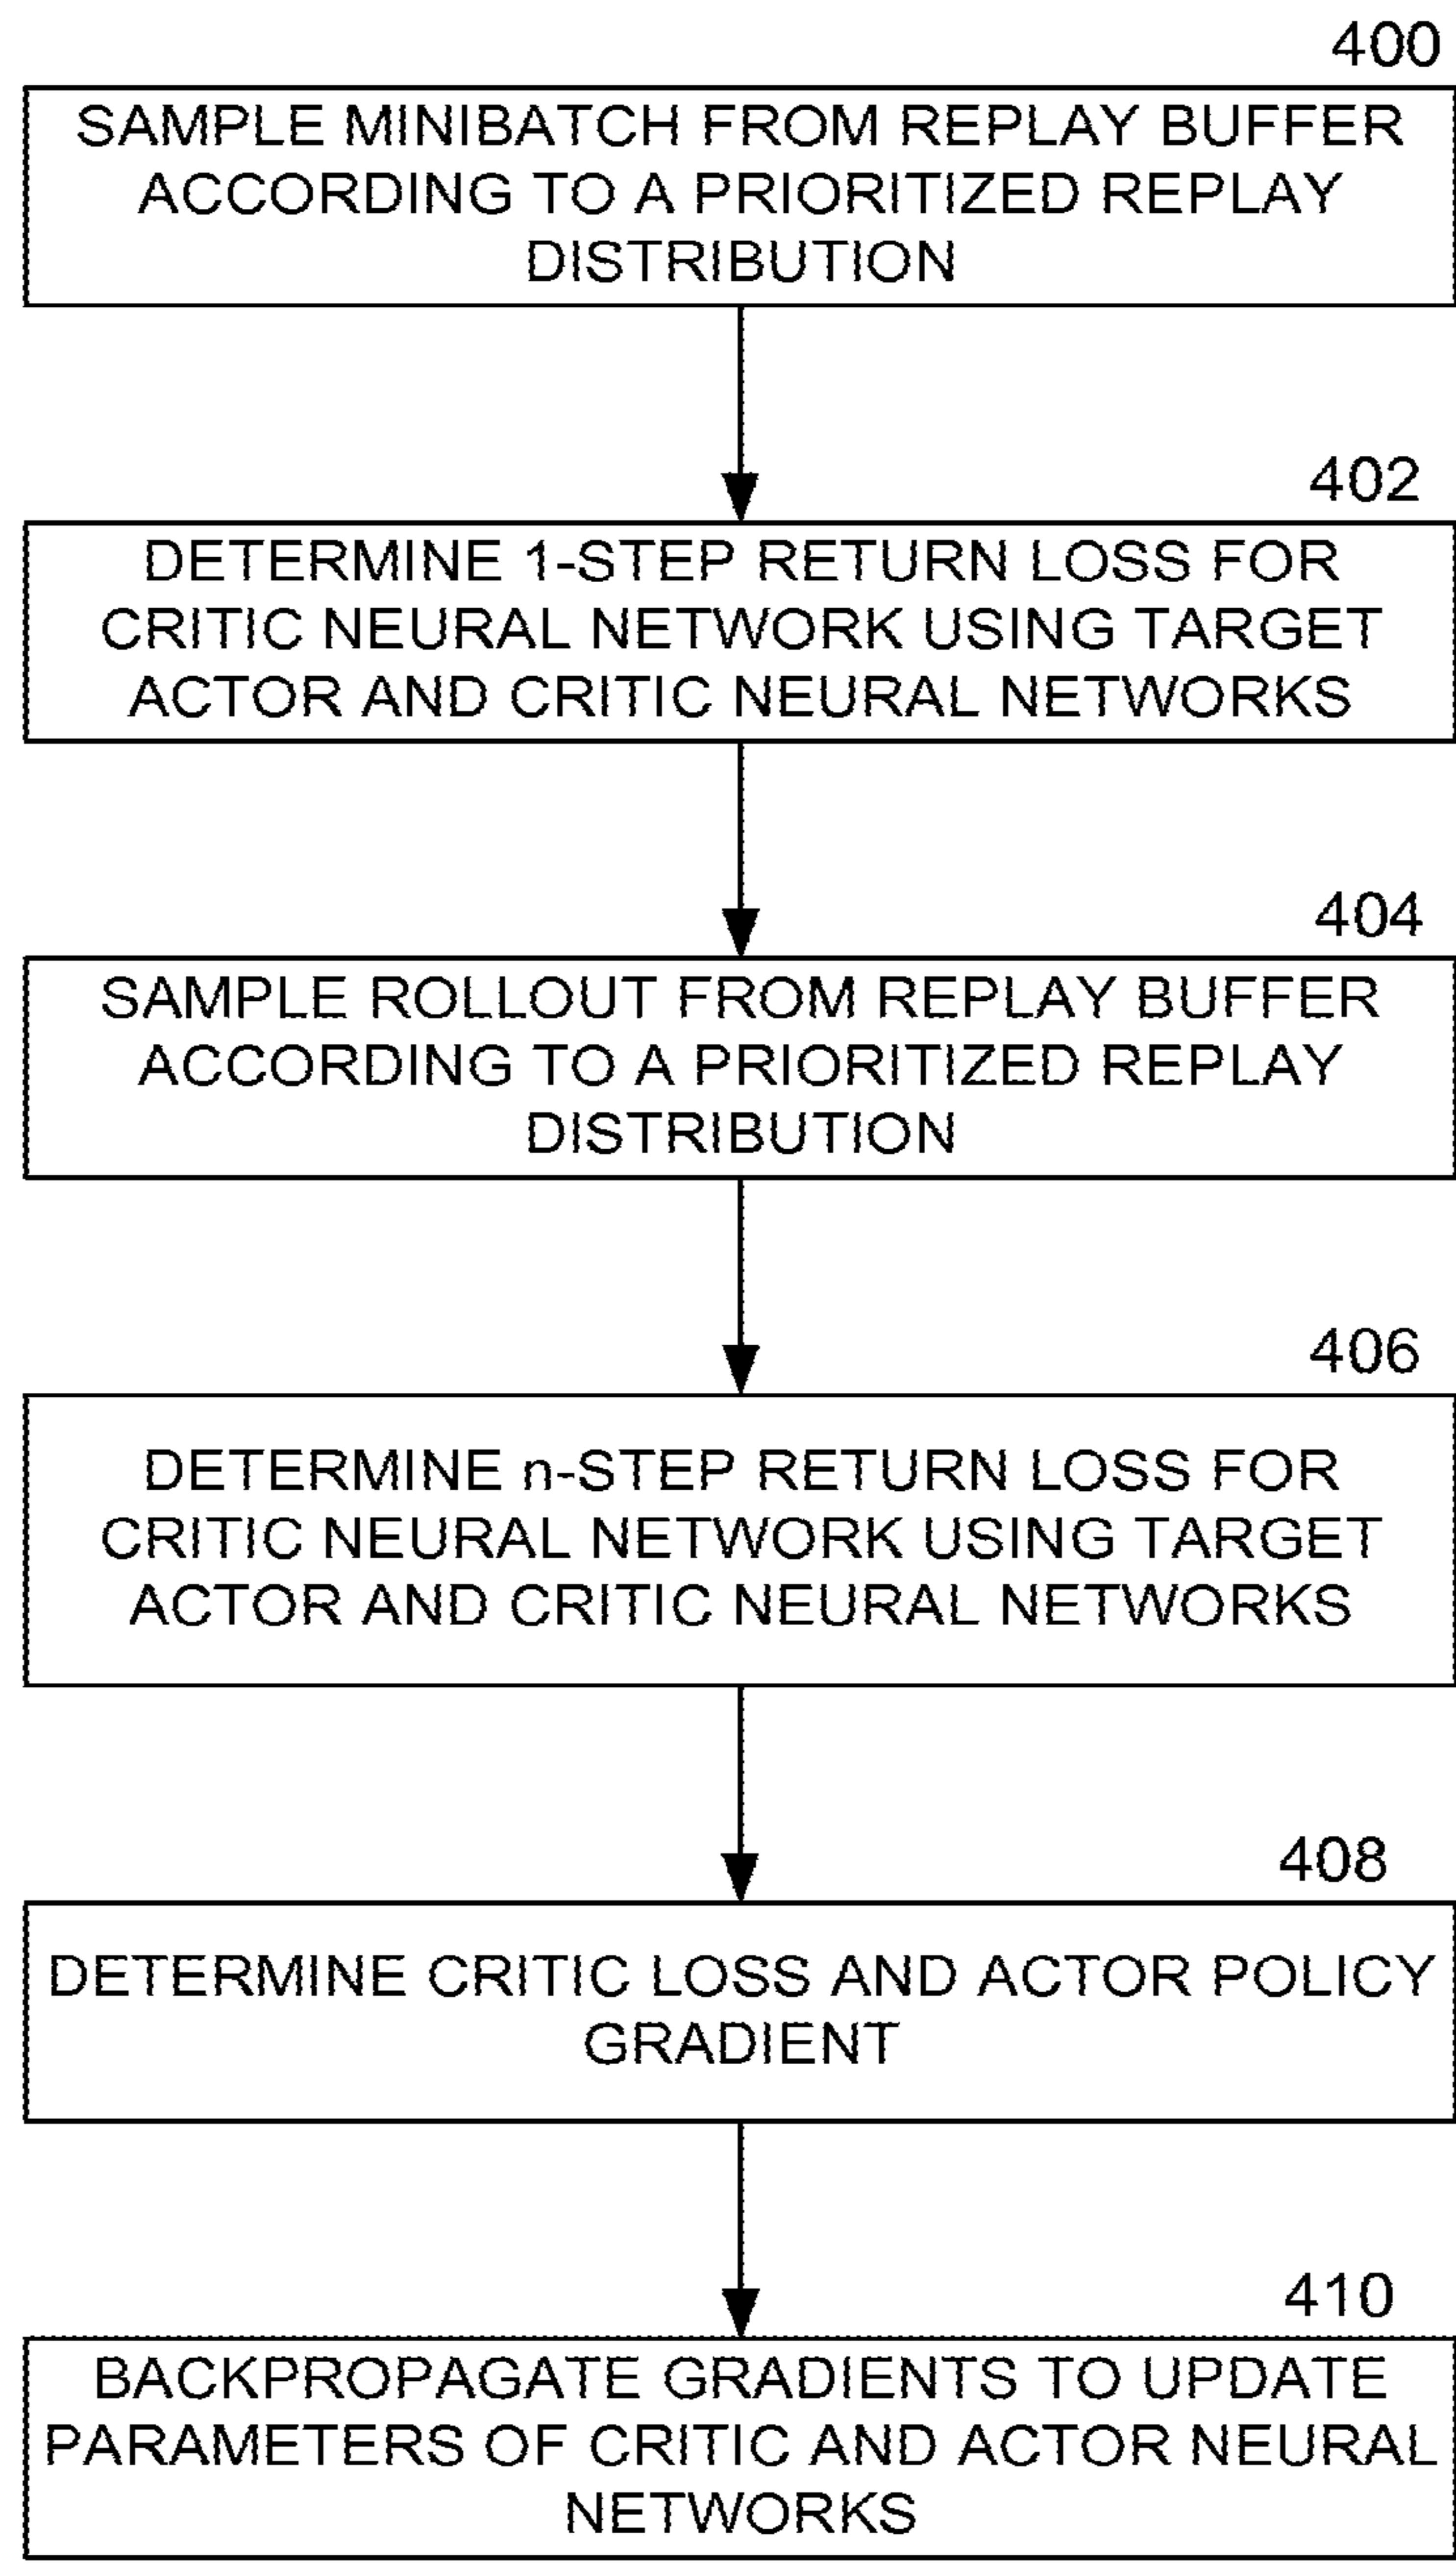 400
SAMPLE MINIBATCH FROM REPLAY BUFFER
ACCORDING TO A PRIORITIZED REPLAY
DISTRIBUTION
402
DETERMINE 1-STEP RETURN LOSS FOR
CRITIC NEURAL NETWORK USING TARGET
ACTOR AND CRITIC NEURAL NETWORKS
404
SAMPLE ROLLOUT FROM REPLAY BUFFER
ACCORDING TO A PRIORITIZED REPLAY
DISTRIBUTION
406
DETERMINE n-STEP RETURN LOSS FOR
CRITIC NEURAL NETWORK USING TARGET
ACTOR AND CRITIC NEURAL NETWORKS
408
DETERMINE CRITIC LOSS AND ACTOR POLICY
GRADIENT
410
BACKPROPAGATE GRADIENTS TO UPDATE
PARAMETERS OF CRITIC AND ACTOR NEURAL
NETWORKS